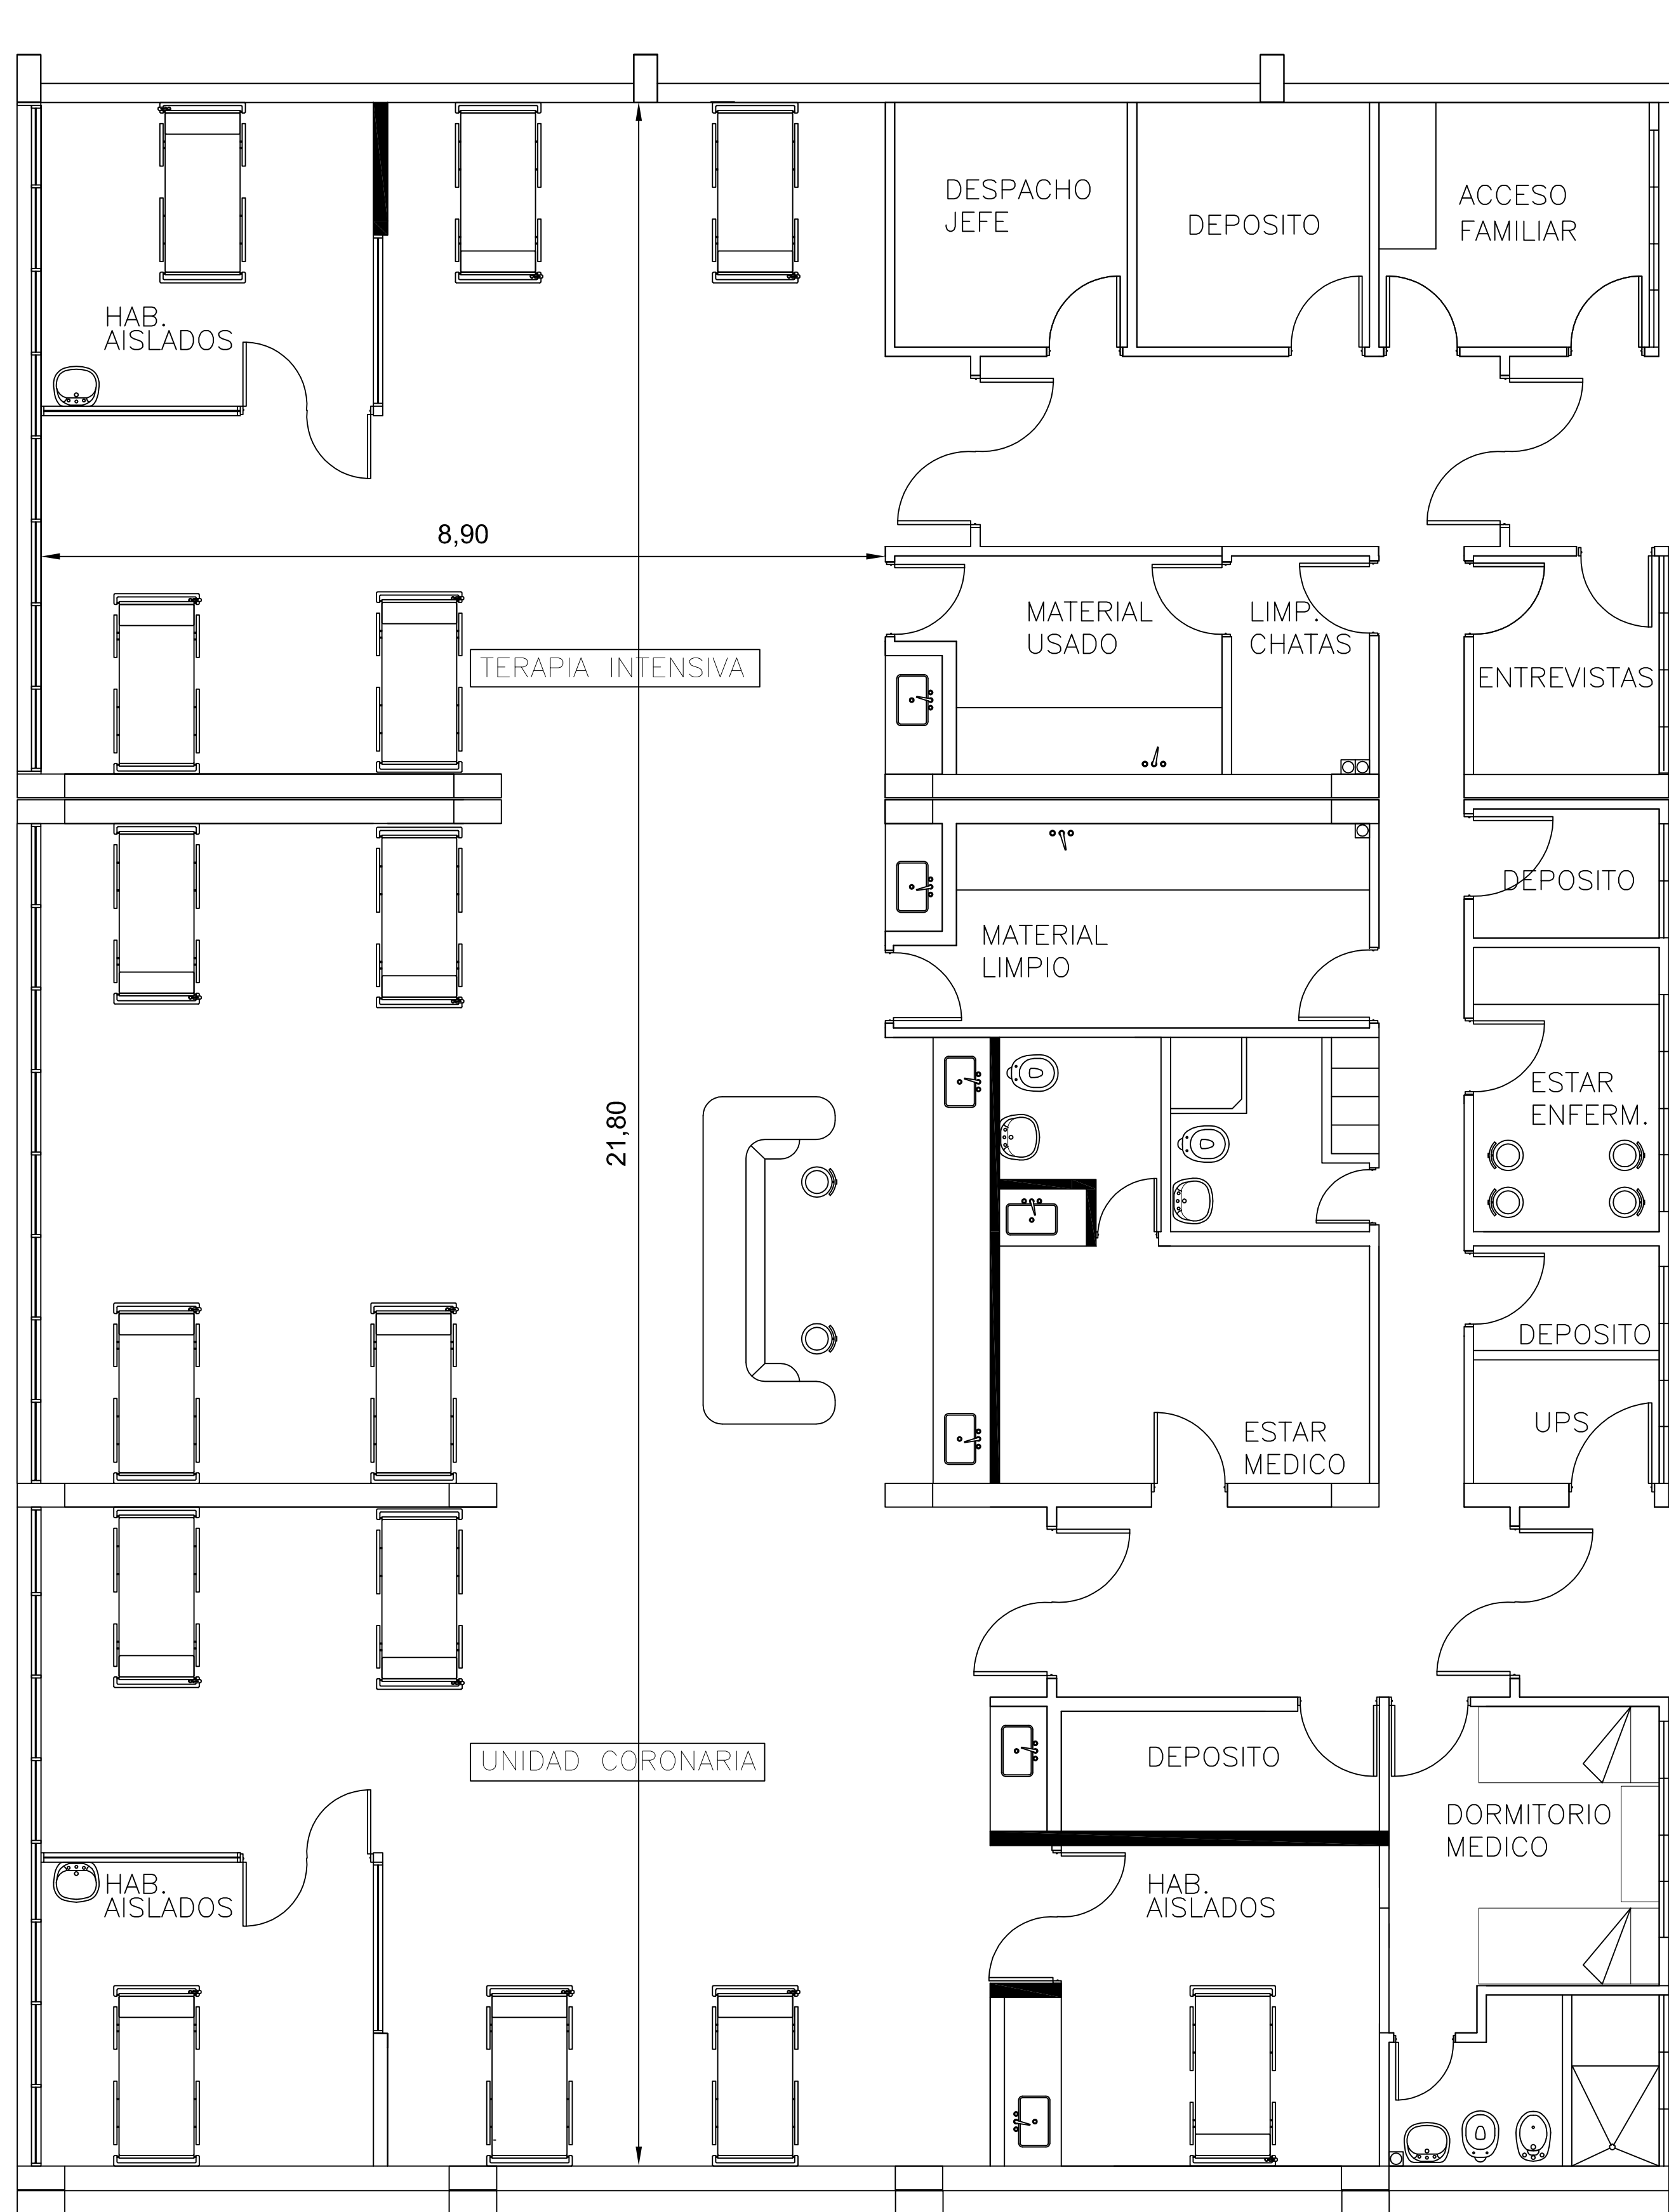 DESPACHO
JEFE
DEPOSITO
ACCESO
FAMILIAR
HAB.
AISLADOS
8,90
TERAPIA INTENSIVA
MATERIAL
USADO
LIMP.
CHATAS
ENTREVISTAS
DEPOSITO
MATERIAL
LIMPIO
21,80
ESTAR
ENFERM.
DEPOSITO
UPS
ESTAR
MEDICO
UNIDAD CORONARIA
DEPOSITO
DORMITORIO
MEDICO
HAB.
AISLADOS
HAB.
AISLADOS